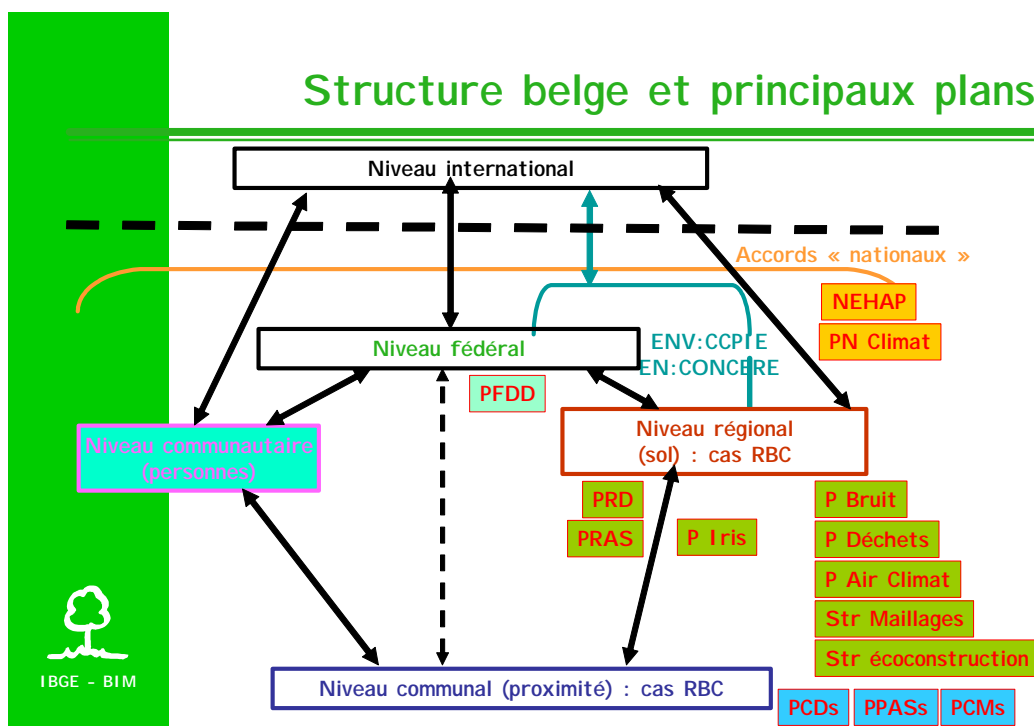 Structure belge et principaux plans
Niveau international
Accords « nationaux »
NEHAP
ENV:CCPIE
PN Climat
Niveau fédéral
EN:CONCERE
PFDD
Niveau communautaire
(personnes)
Niveau régional
(sol) : cas RBC
PRD
P Bruit
PRAS
P Iris
P Déchets
P Air Climat
Str Maillages
Str écoconstruction
IBGE - BIM
Niveau communal (proximité) : cas RBC
PCDs
PPASs
PCMs